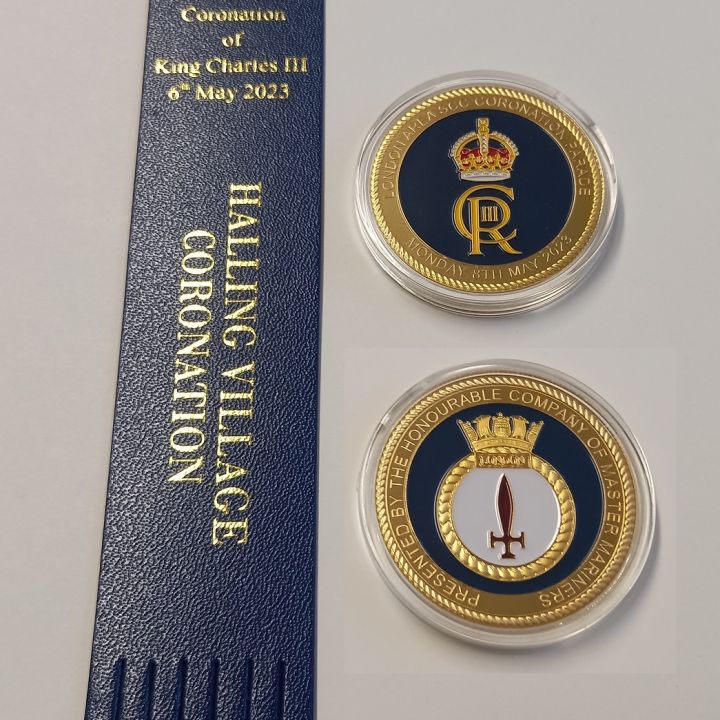 Coronation
of
King Charles III
6th May 2023
HALLING VILLAGE
CORONATION
LONDON AREA SCC CORONATION PARADE
III
CR
MONDAY 8TH MAY 2023
PRESENTED BY THE HONOURABLE COMPANY OF MASTER MARINERS
LONDON